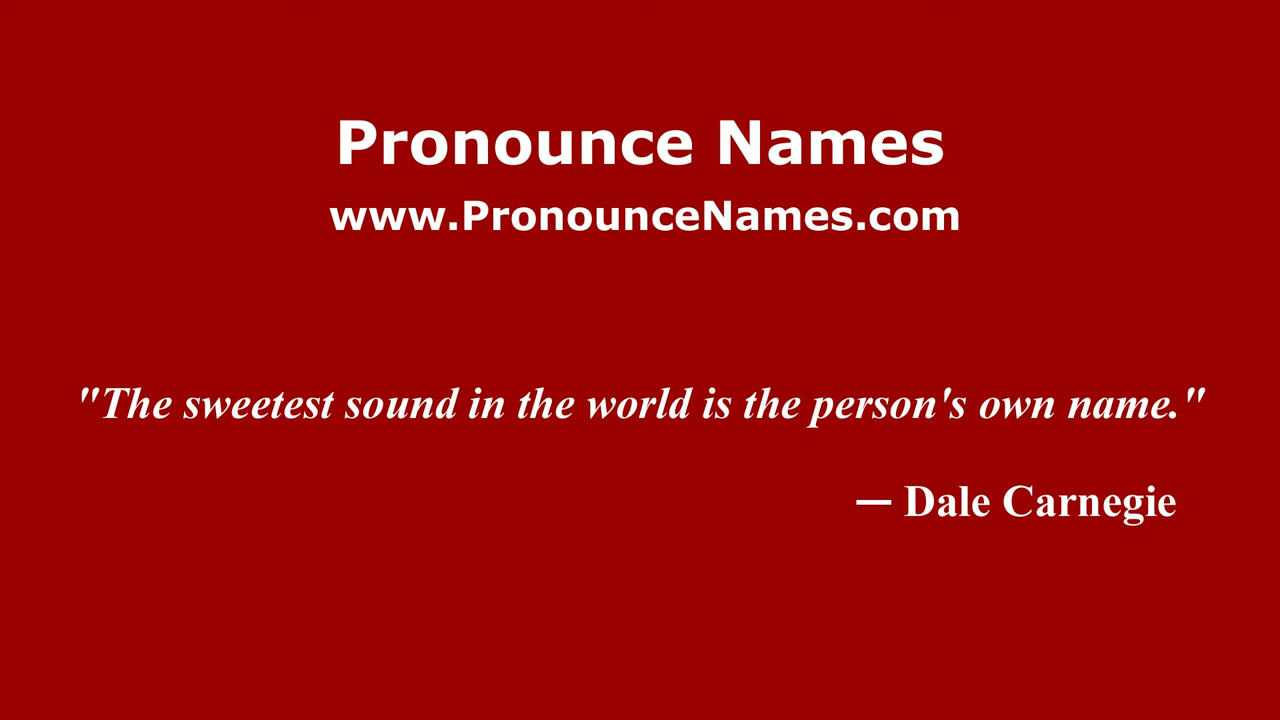 Pronounce Names
www.PronounceNames.com
"The sweetest sound in the world is the person's own name."
— Dale Carnegie